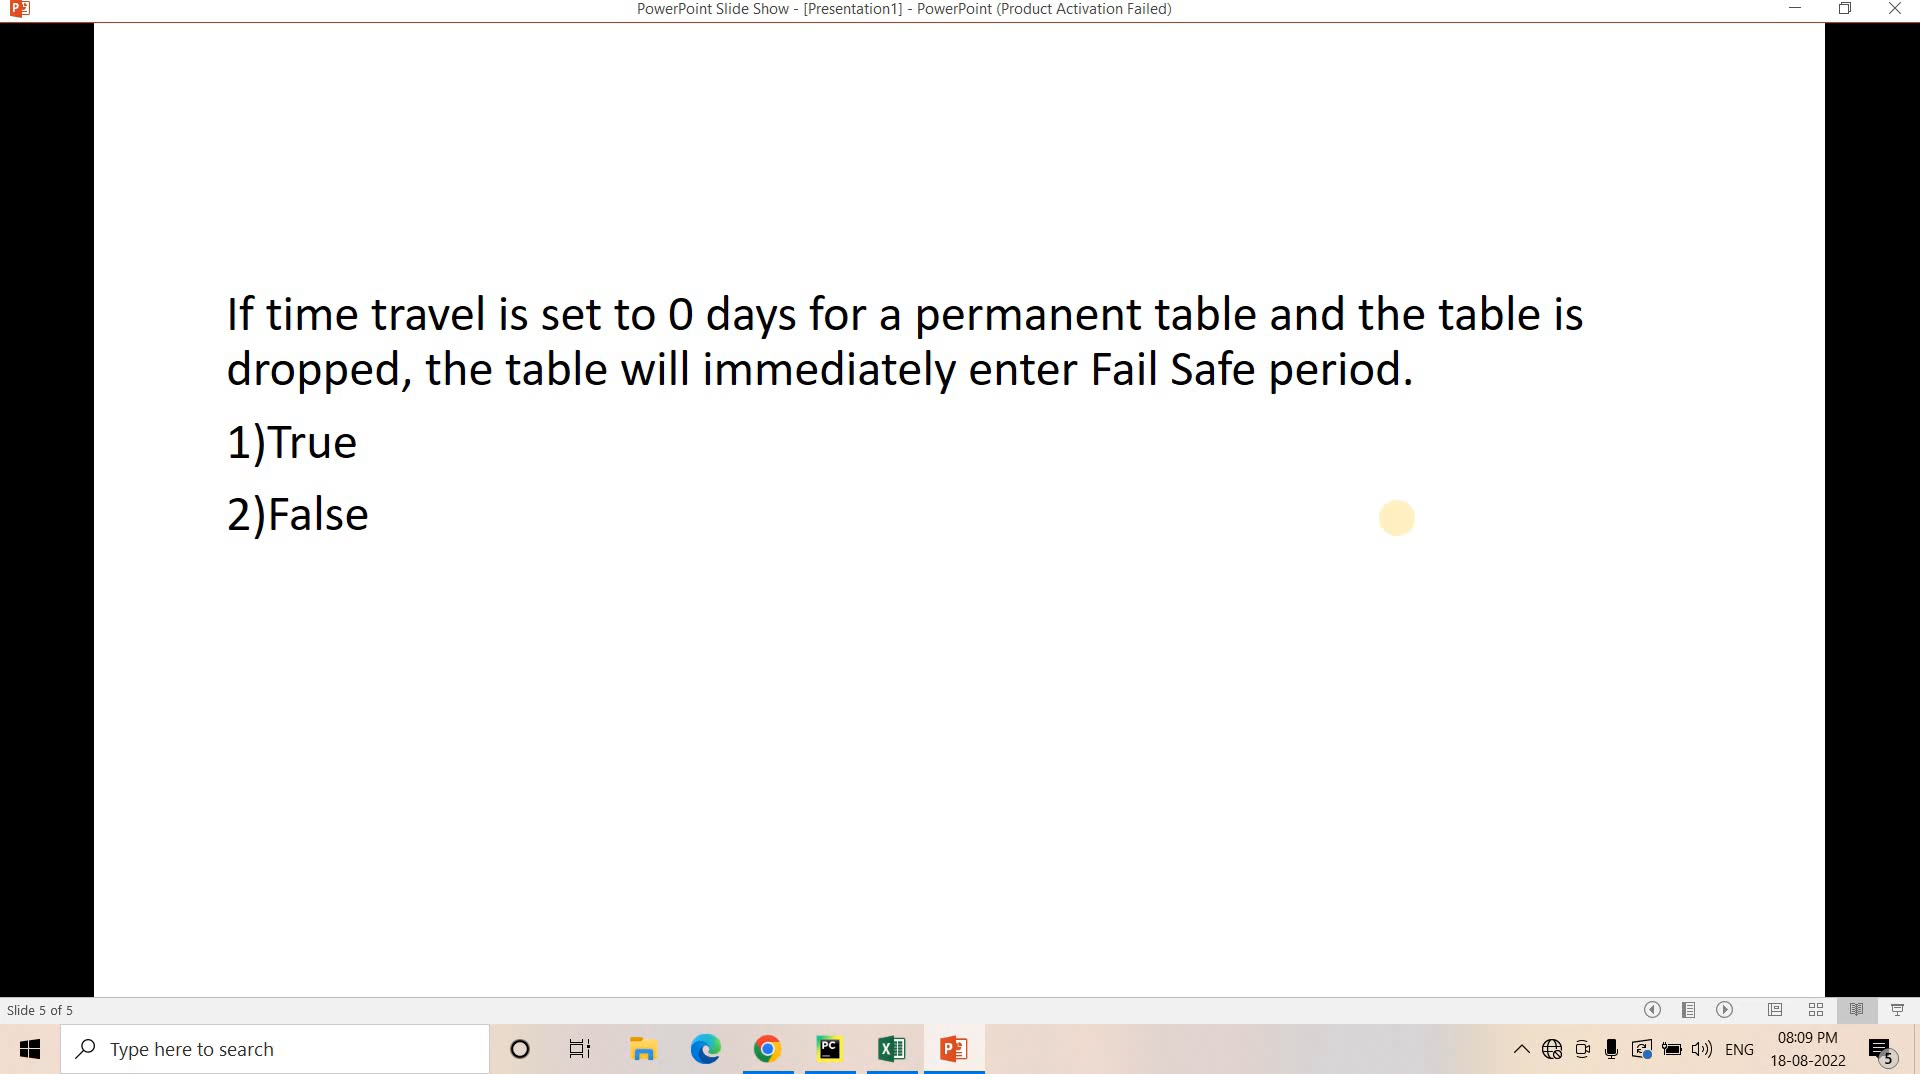 PowerPoint Slide Show - [Presentation1] - PowerPoint (Product Activation Failed)
If time travel is set to 0 days for a permanent table and the table is
dropped, the table will immediately enter Fail Safe period.
1)True
2)False
Slide 5 of 5
Type here to search
PC
ENG
08:09 PM
18-08-2022
5